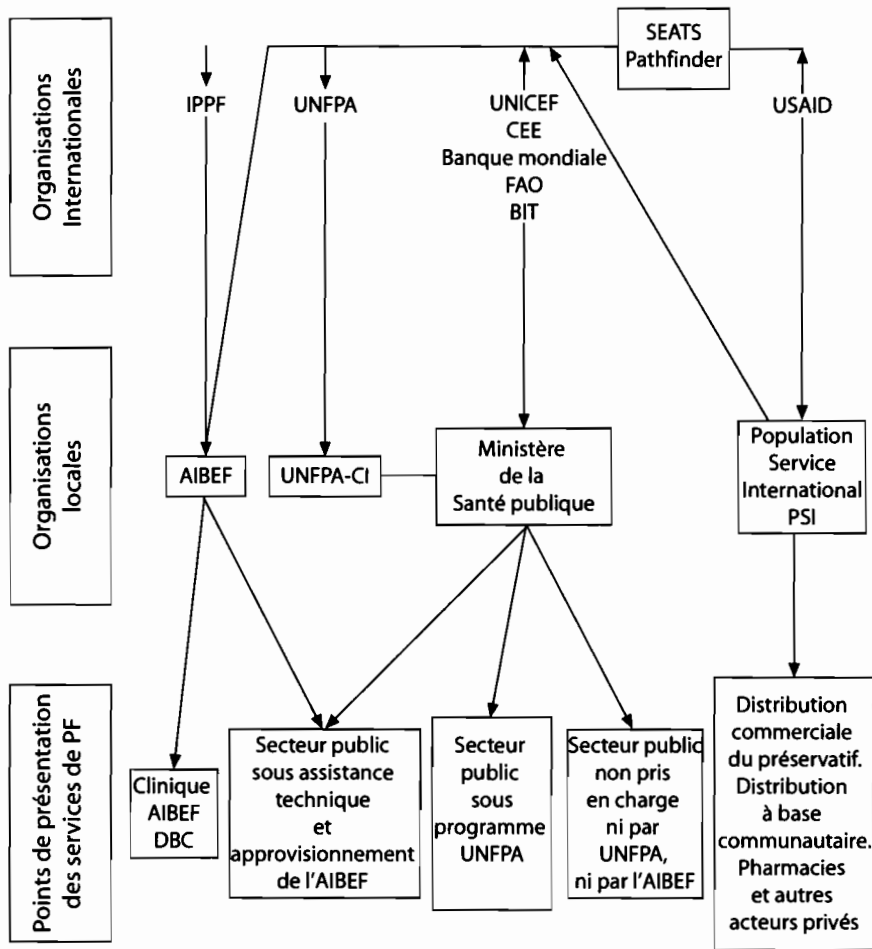 Organisations
Internationales
SEATS
Pathfinder
IPPF
UNFPA
UNICEF
CEE
Banque mondiale
FAO
BIT
USAID
Organisations
locales
AIBEF
UNFPA-CI
Ministère
de la
Santé publique
Population
Service
International
PSI
Points de présentation
des services de PF
Clinique
AIBEF
DBC
Secteur public
sous assistance
technique
et
approvisionnement
de l'AIBEF
Secteur
public
sous
programme
UNFPA
Secteur public
non pris
en charge
ni par
UNFPA,
ni par l'AIBEF
Distribution
commerciale
du préservatif.
Distribution
à base
communautaire.
Pharmacies
et autres
acteurs privés